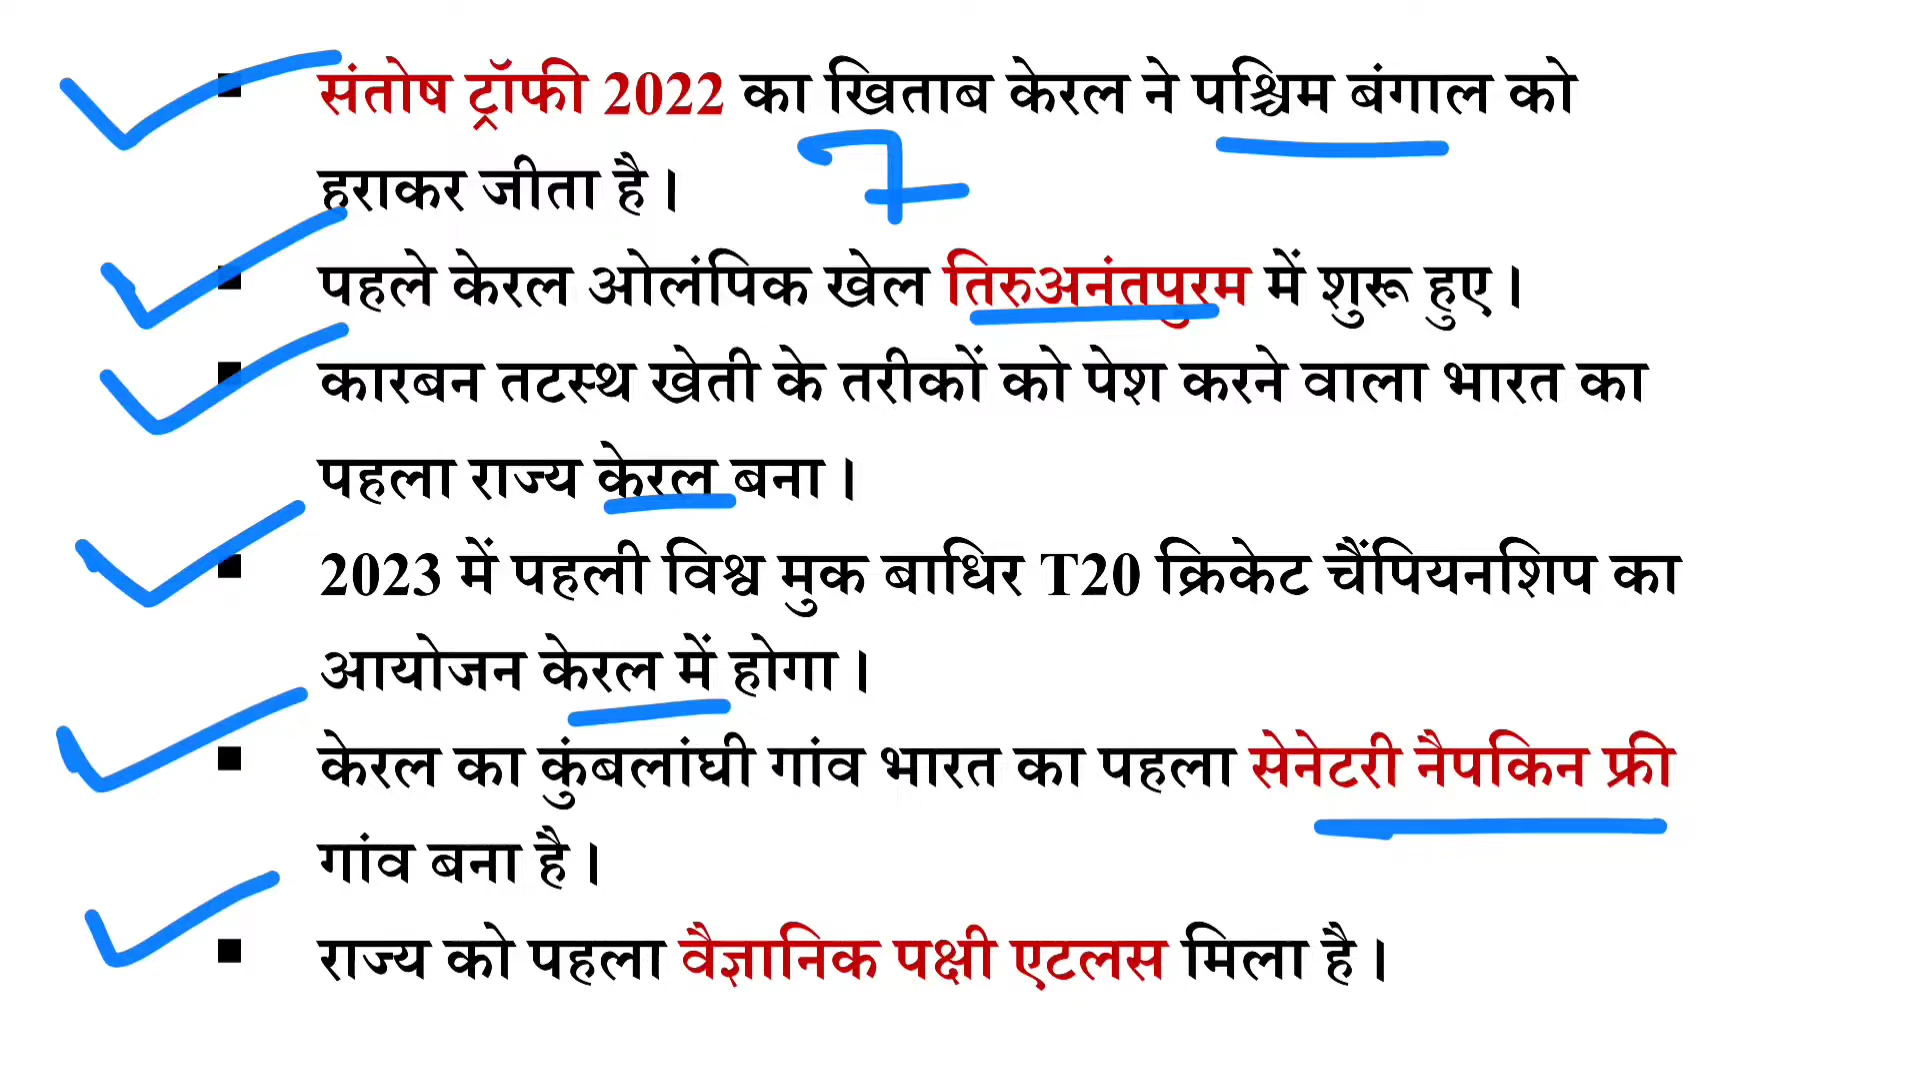 ▪ संतोष ट्रॉफी 2022 का खिताब केरल ने पश्चिम बंगाल को
हराकर जीता है।
7
▪ पहले केरल ओलंपिक खेल तिरुअनंतपुरम में शुरू हुए।
▪ कारबन तटस्थ खेती के तरीकों को पेश करने वाला भारत का
पहला राज्य केरल बना।
▪ 2023 में पहली विश्व मुक बाधिर T20 क्रिकेट चैंपियनशिप का
आयोजन केरल में होगा।
▪ केरल का कुंबलांघी गांव भारत का पहला सेनेटरी नैपकिन फ्री
गांव बना है।
▪ राज्य को पहला वैज्ञानिक पक्षी एटलस मिला है।